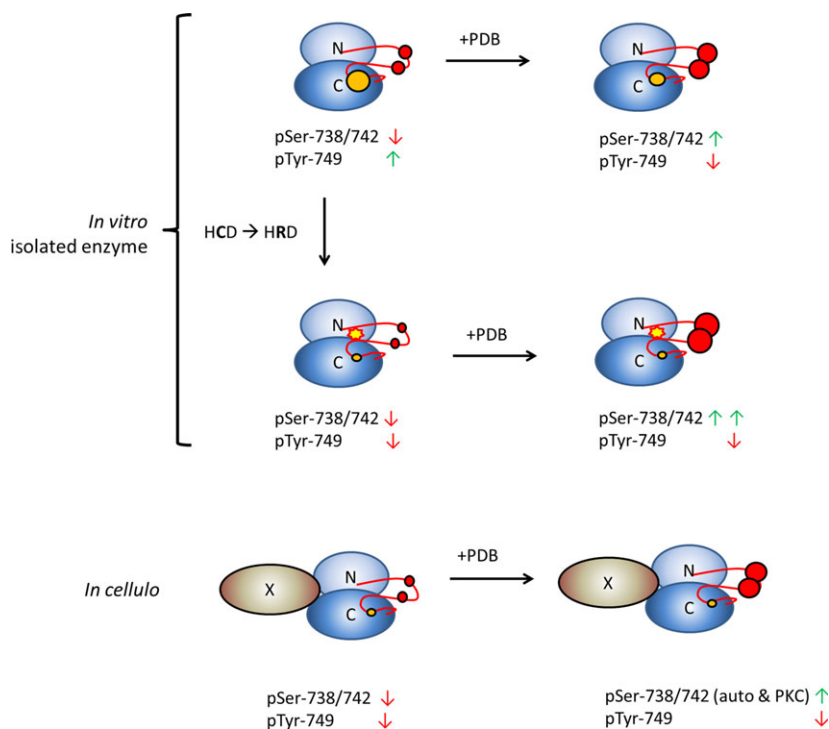 N
C
+PDB
N
C
pSer-738/742 ↓
pTyr-749 ↑
pSer-738/742 ↑
pTyr-749 ↓
In vitro
isolated enzyme
HCD → HRD
N
C
+PDB
N
C
pSer-738/742 ↓
pTyr-749 ↓
pSer-738/742 ↑ ↑
pTyr-749 ↓
In cellulo
X
N
C
+PDB
X
N
C
pSer-738/742 ↓
pTyr-749 ↓
pSer-738/742 (auto & PKC) ↑
pTyr-749 ↓